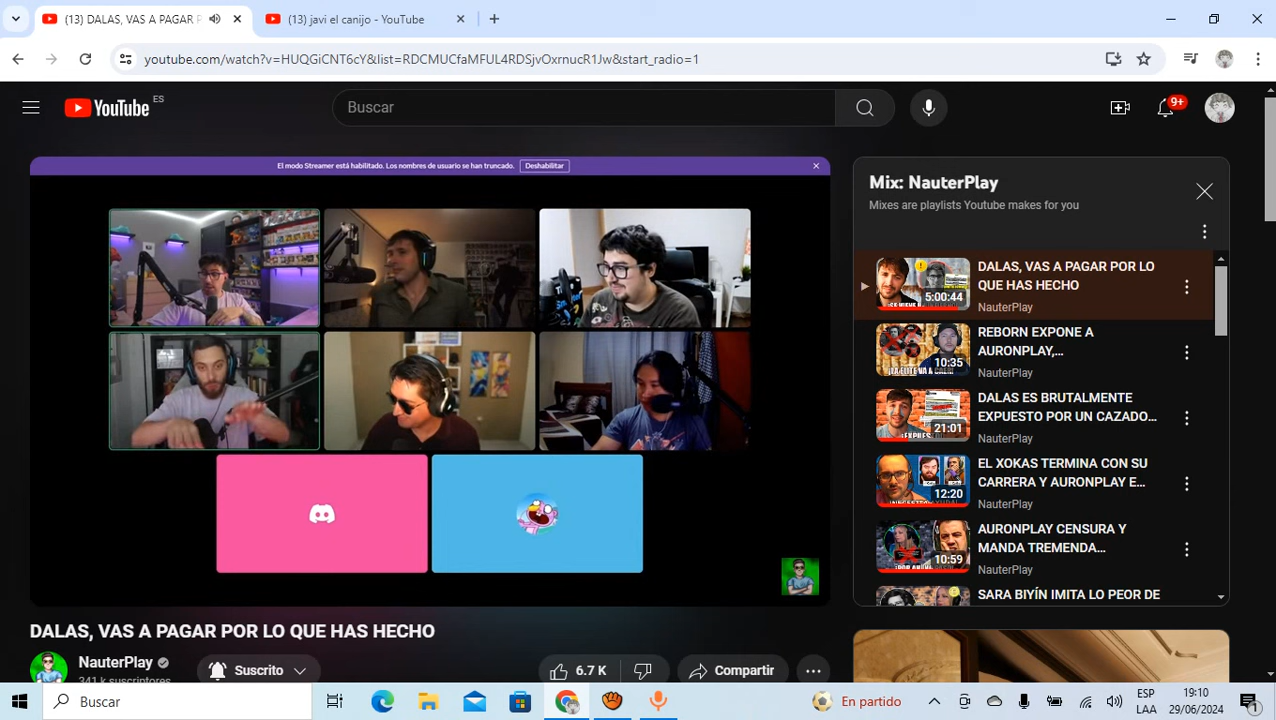 (13) DALAS, VAS A PAGAR P
(13) javi el canijo - YouTube
youtube.com/watch?v=HUQGiCNT6cY&list=RDCMUCfaMFUL4RDSjvOxrnucR1Jw&start_radio=1
YouTube ES
Buscar
9+
El modo Streamer está habilitado. Los nombres de usuario se han truncado. Deshabilitar
Mix: NauterPlay
Mixes are playlists Youtube makes for you
DALAS, VAS A PAGAR POR LO
QUE HAS HECHO
5:00:44
NauterPlay
REBORN EXPONE A
AURONPLAY,...
10:35
NauterPlay
DALAS ES BRUTALMENTE
EXPUESTO POR UN CAZADO...
21:01
NauterPlay
EL XOKAS TERMINA CON SU
CARRERA Y AURONPLAY E...
12:20
NauterPlay
AURONPLAY CENSURA Y
MANDA TREMENDA...
10:59
NauterPlay
SARA BIYÍN IMITA LO PEOR DE
DALAS, VAS A PAGAR POR LO QUE HAS HECHO
NauterPlay
341 k suscriptores
Suscrito
6.7 K
Compartir
Buscar
En partido
ESP
LAA
19:10
29/06/2024
1